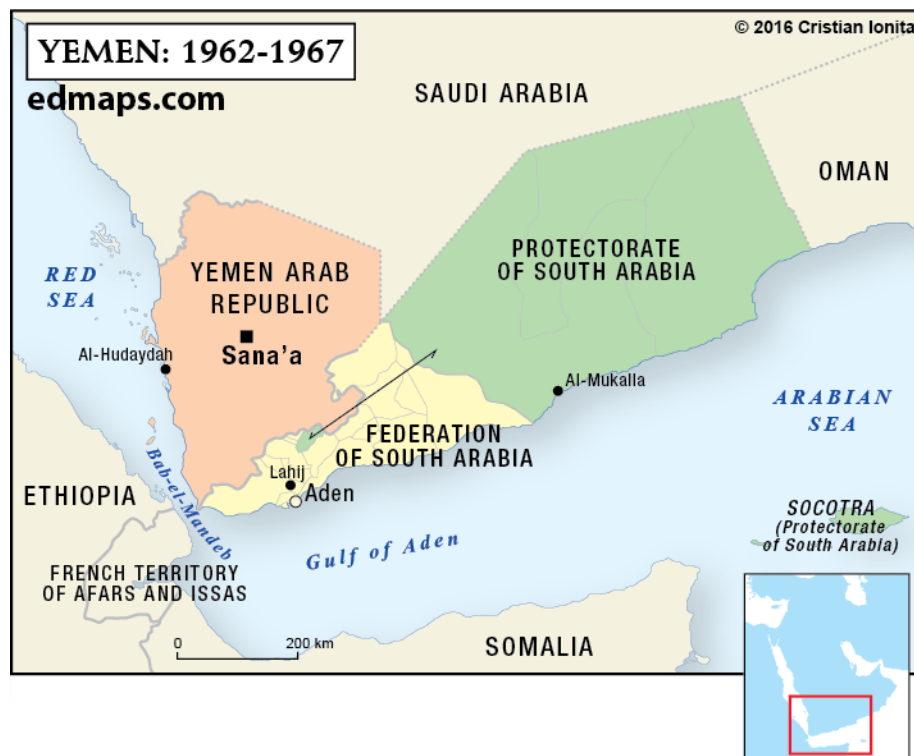 © 2016 Cristian Ionita
YEMEN: 1962-1967
edmaps.com
SAUDI ARABIA
OMAN
PROTECTORATE
OF SOUTH ARABIA
RED
SEA
YEMEN ARAB
REPUBLIC
Sana'a
Al-Hudaydah
Al-Mukalla
ARABIAN
SEA
FEDERATION
OF SOUTH ARABIA
Lahij
Aden
ETHIOPIA
Bab-el-Mandeb
Gulf of Aden
SOCOTRA
(Protectorate
of South Arabia)
FRENCH TERRITORY
OF AFARS AND ISSAS
0 200 km
SOMALIA